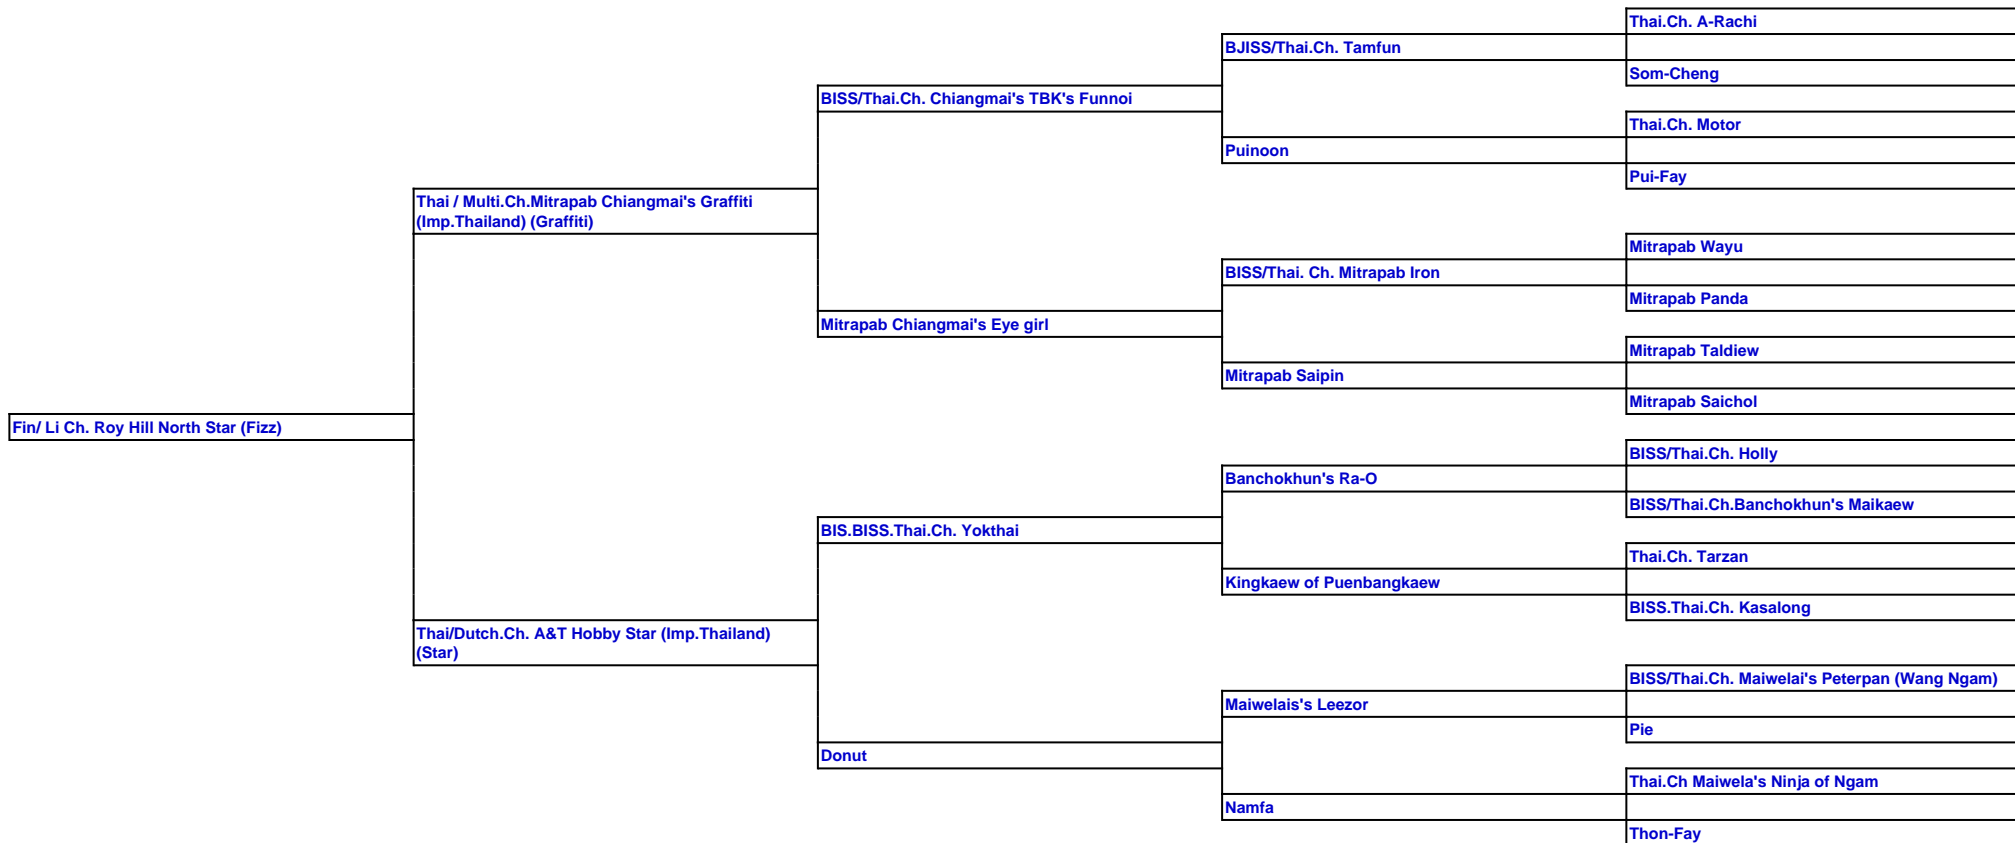 Thai.Ch. A-Rachi
BJISS/Thai.Ch. Tamfun
Som-Cheng
BISS/Thai.Ch. Chiangmai's TBK's Funnoi
Thai.Ch. Motor
Puinoon
Pui-Fay
Thai / Multi.Ch.Mitrapab Chiangmai's Graffiti
(Imp.Thailand) (Graffiti)
Mitrapab Wayu
BISS/Thai. Ch. Mitrapab Iron
Mitrapab Panda
Mitrapab Chiangmai's Eye girl
Mitrapab Taldiew
Mitrapab Saipin
Mitrapab Saichol
Fin/ Li Ch. Roy Hill North Star (Fizz)
BISS/Thai.Ch. Holly
Banchokhun's Ra-O
BISS/Thai.Ch.Banchokhun's Maikaew
BIS.BISS.Thai.Ch. Yokthai
Thai.Ch. Tarzan
Kingkaew of Puenbangkaew
BISS.Thai.Ch. Kasalong
Thai/Dutch.Ch. A&T Hobby Star (Imp.Thailand)
(Star)
BISS/Thai.Ch. Maiwelai's Peterpan (Wang Ngam)
Maiwelais's Leezor
Pie
Donut
Thai.Ch Maiwela's Ninja of Ngam
Namfa
Thon-Fay